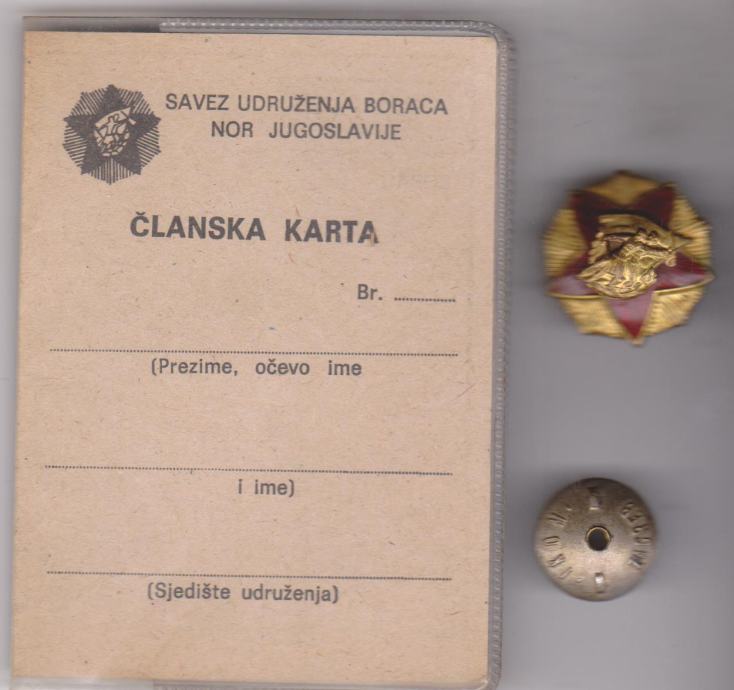 SAVEZ UDRUŽENJA BORACA
NOR JUGOSLAVIJE
ČLANSKA KARTA
Br. ............
(Prezime, očevo ime
i ime)
(Sjedište udruženja)